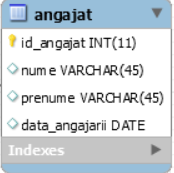 angajat
id_angajat INT(11)
nume VARCHAR(45)
prenume VARCHAR(45)
data_angajarii DATE
Indexes